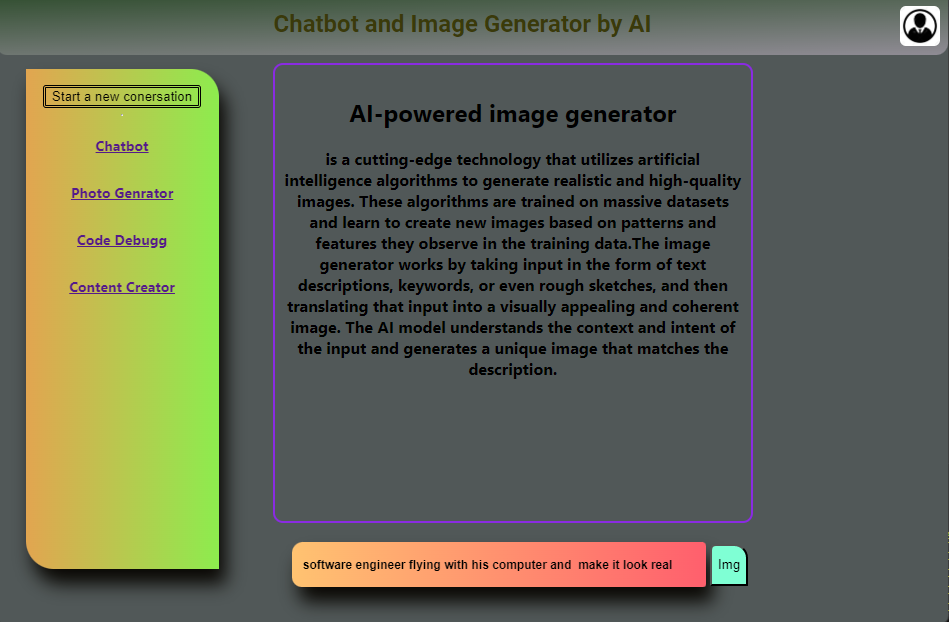 Chatbot and Image Generator by AI
Start a new conersation
Chatbot
Photo Genrator
Code Debugg
Content Creator
AI-powered image generator
is a cutting-edge technology that utilizes artificial
intelligence algorithms to generate realistic and high-quality
images. These algorithms are trained on massive datasets
and learn to create new images based on patterns and
features they observe in the training data.The image
generator works by taking input in the form of text
descriptions, keywords, or even rough sketches, and then
translating that input into a visually appealing and coherent
image. The AI model understands the context and intent of
the input and generates a unique image that matches the
description.
software engineer flying with his computer and  make it look real
Img